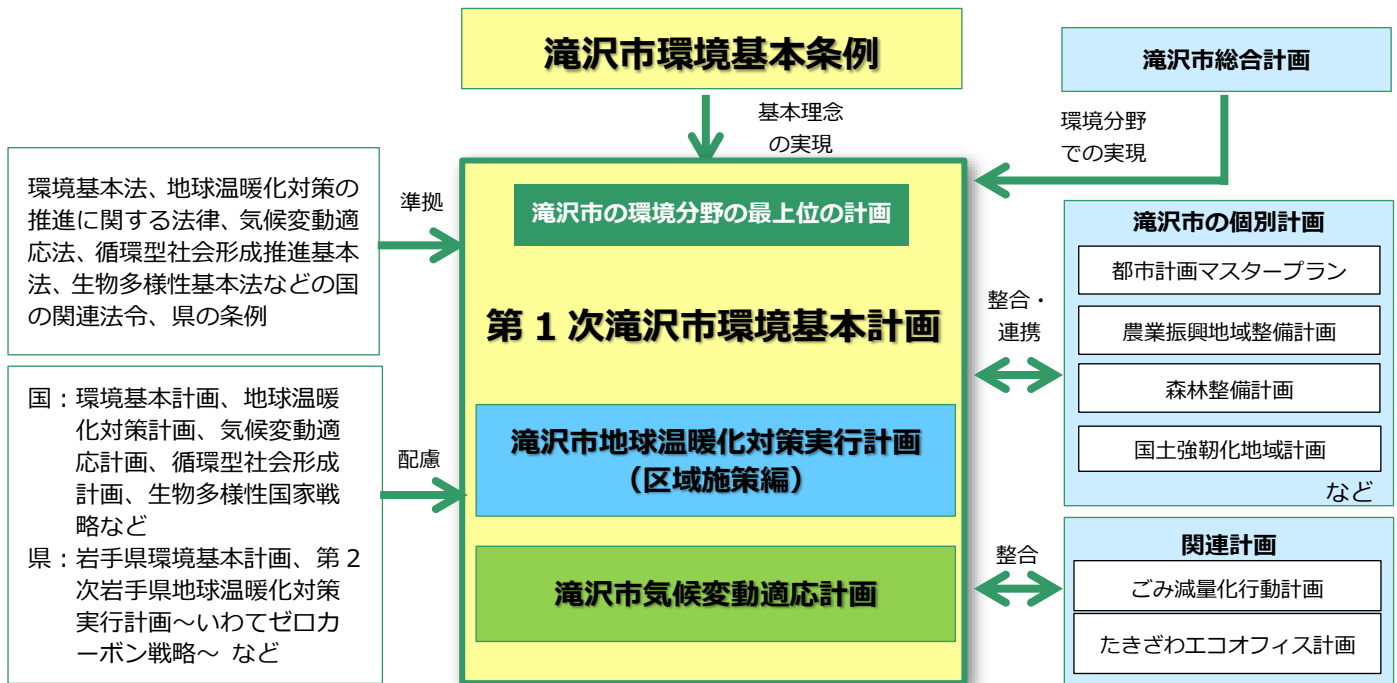 滝沢市環境基本条例
滝沢市総合計画
基本理念
の実現
環境分野
での実現
環境基本法、地球温暖化対策の
推進に関する法律、気候変動適
応法、循環型社会形成推進基本
法、生物多様性基本法などの国
の関連法令、県の条例
準拠
滝沢市の環境分野の最上位の計画
第１次滝沢市環境基本計画
整合・
連携
滝沢市の個別計画
都市計画マスタープラン
農業振興地域整備計画
森林整備計画
国土強靭化地域計画
など
国：環境基本計画、地球温暖
化対策計画、気候変動適
応計画、循環型社会形成
計画、生物多様性国家戦
略など
県：岩手県環境基本計画、第２
次岩手県地球温暖化対策
実行計画～いわてゼロカ
ーボン戦略～ など
配慮
滝沢市地球温暖化対策実行計画
（区域施策編）
滝沢市気候変動適応計画
整合
関連計画
ごみ減量化行動計画
たきざわエコオフィス計画